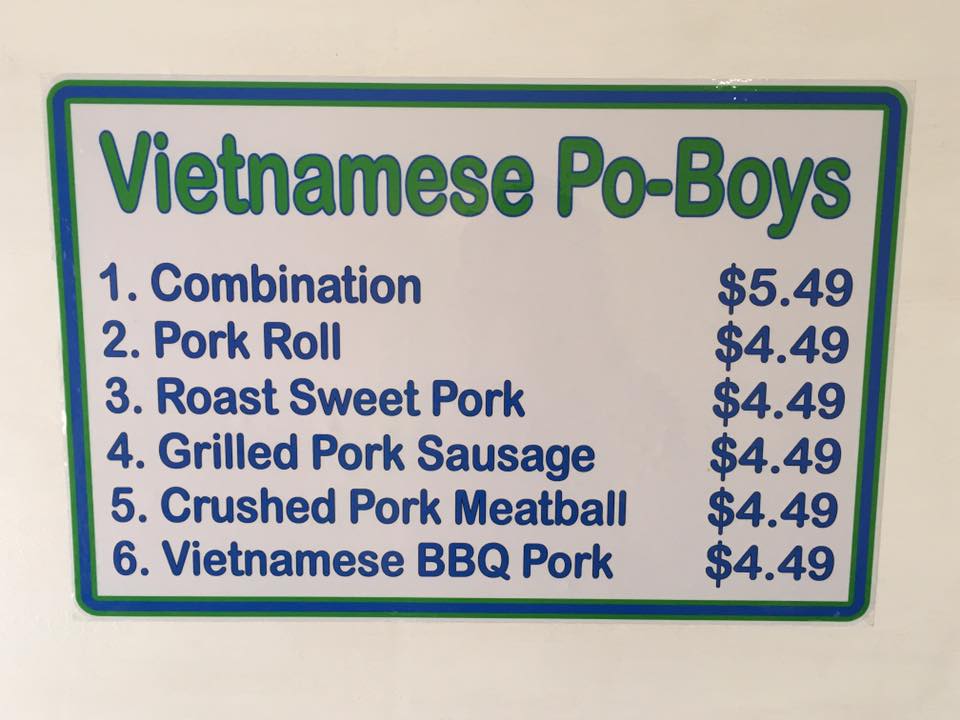 Vietnamese Po-Boys
1. Combination $5.49
2. Pork Roll $4.49
3. Roast Sweet Pork $4.49
4. Grilled Pork Sausage $4.49
5. Crushed Pork Meatball $4.49
6. Vietnamese BBQ Pork $4.49